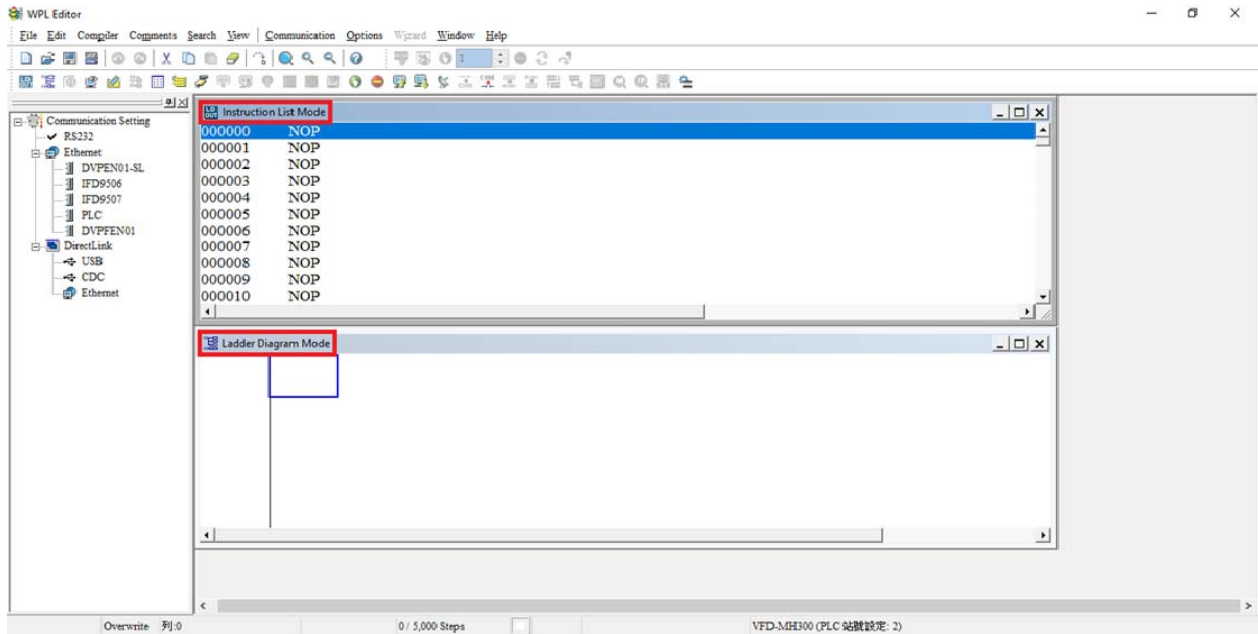 WPL Editor
File Edit Compiler Comments Search View Communication Options Wizard Window Help
1
Communication Setting
RS232
Ethernet
DVPEN01-SL
IFD9506
IFD9507
PLC
DVPFEN01
DirectLink
USB
CDC
Ethernet
Instruction List Mode
000000 NOP
000001 NOP
000002 NOP
000003 NOP
000004 NOP
000005 NOP
000006 NOP
000007 NOP
000008 NOP
000009 NOP
000010 NOP
Ladder Diagram Mode
Overwrite 列:0 0 / 5,000 Steps VFD-MH300 (PLC 站號設定: 2)